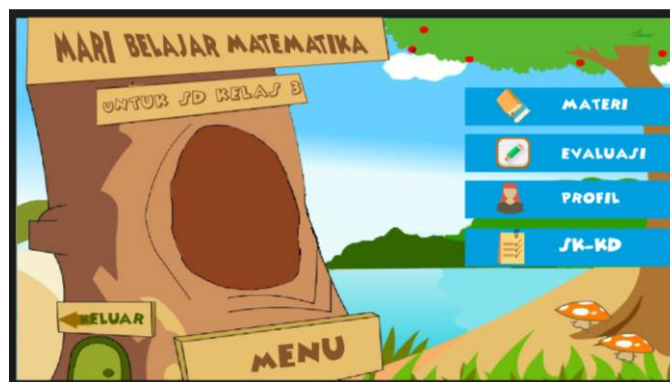 MARI BELAJAR MATEMATIKA
UNTUK SD KELAS 3
MATERI
EVALUASI
PROFIL
SK-KD
KELUAR
MENU